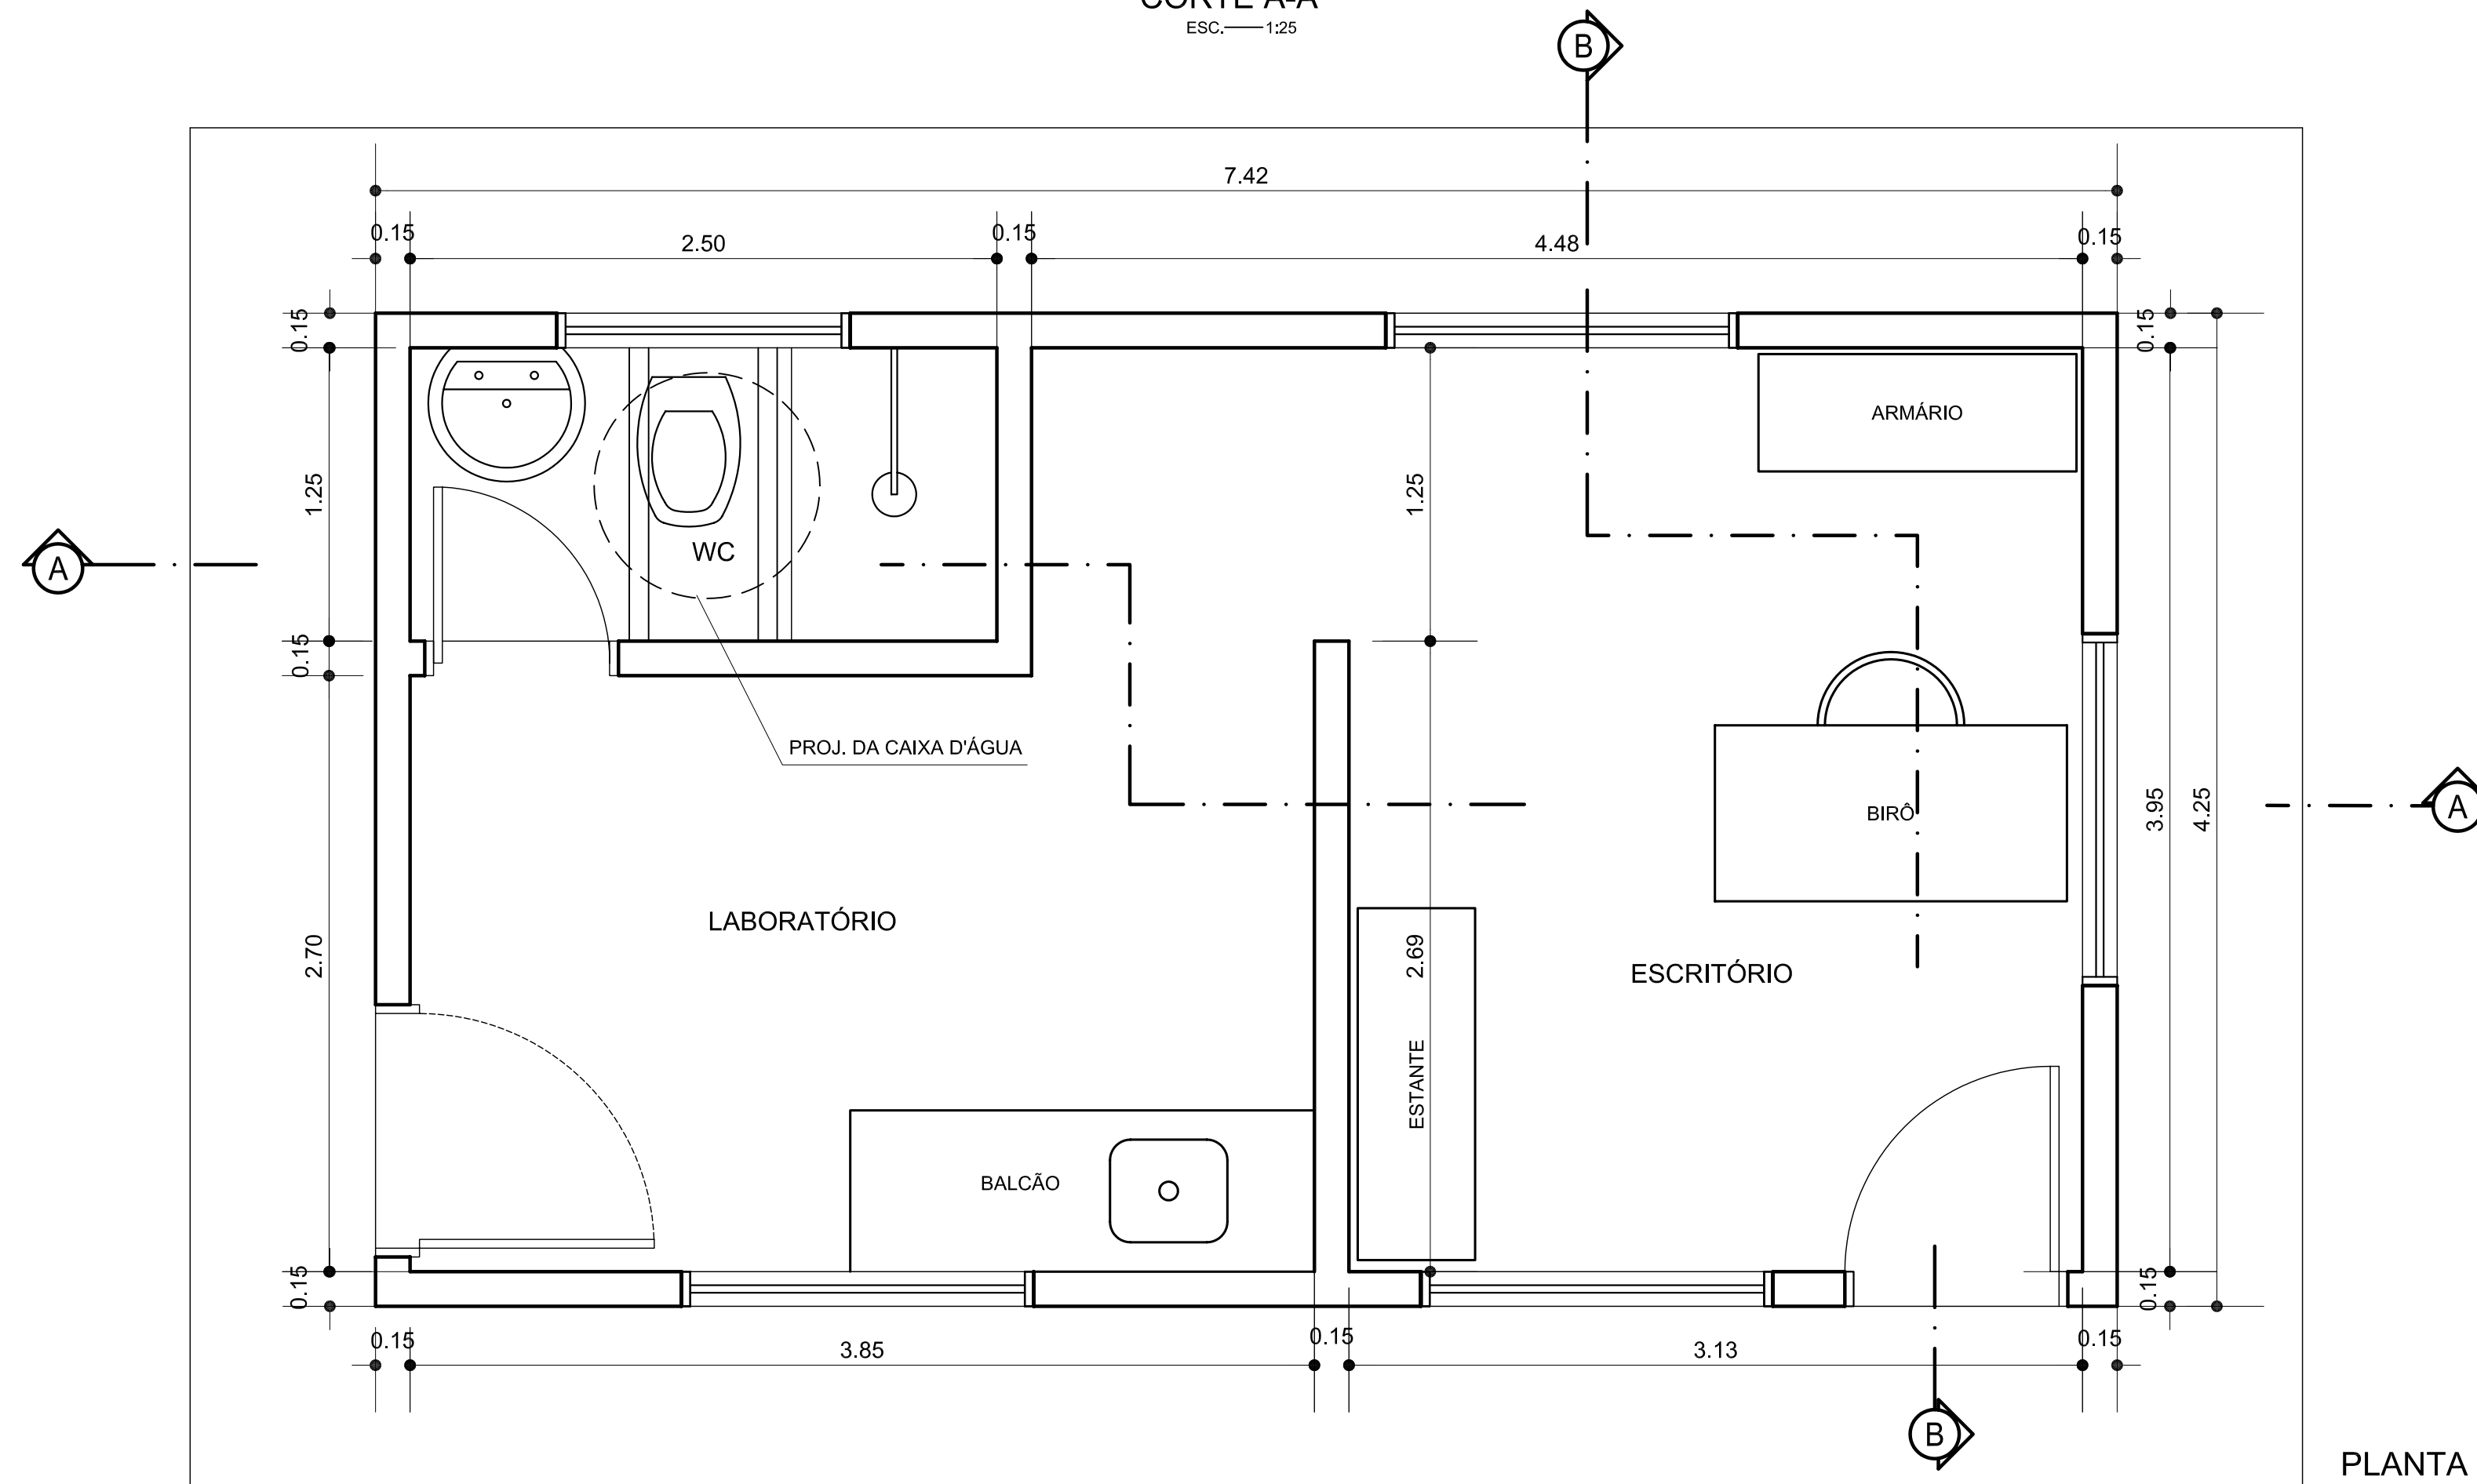 CORTE A-A
ESC. 1:25
B
7.42
0.15
2.50
0.15
4.48
0.15
0.15
0.15
ARMÁRIO
1.25
1.25
WC
A
0.15
PROJ. DA CAIXA D'ÁGUA
BIRÔ
3.95
4.25
A
LABORATÓRIO
2.70
2.69
ESCRITÓRIO
ESTANTE
BALCÃO
0.15
0.15
0.15
3.85
0.15
3.13
0.15
B
PLANTA